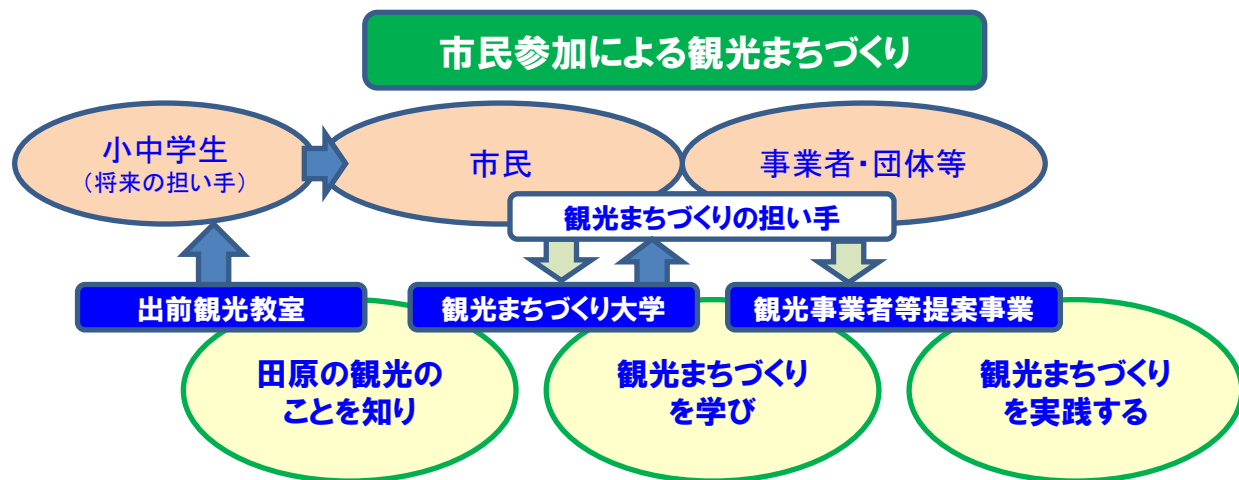 市民参加による観光まちづくり
小中学生
（将来の担い手）
市民
事業者・団体等
観光まちづくりの担い手
出前観光教室
観光まちづくり大学
観光事業者等提案事業
田原の観光の
ことを知り
観光まちづくり
を学び
観光まちづくり
を実践する